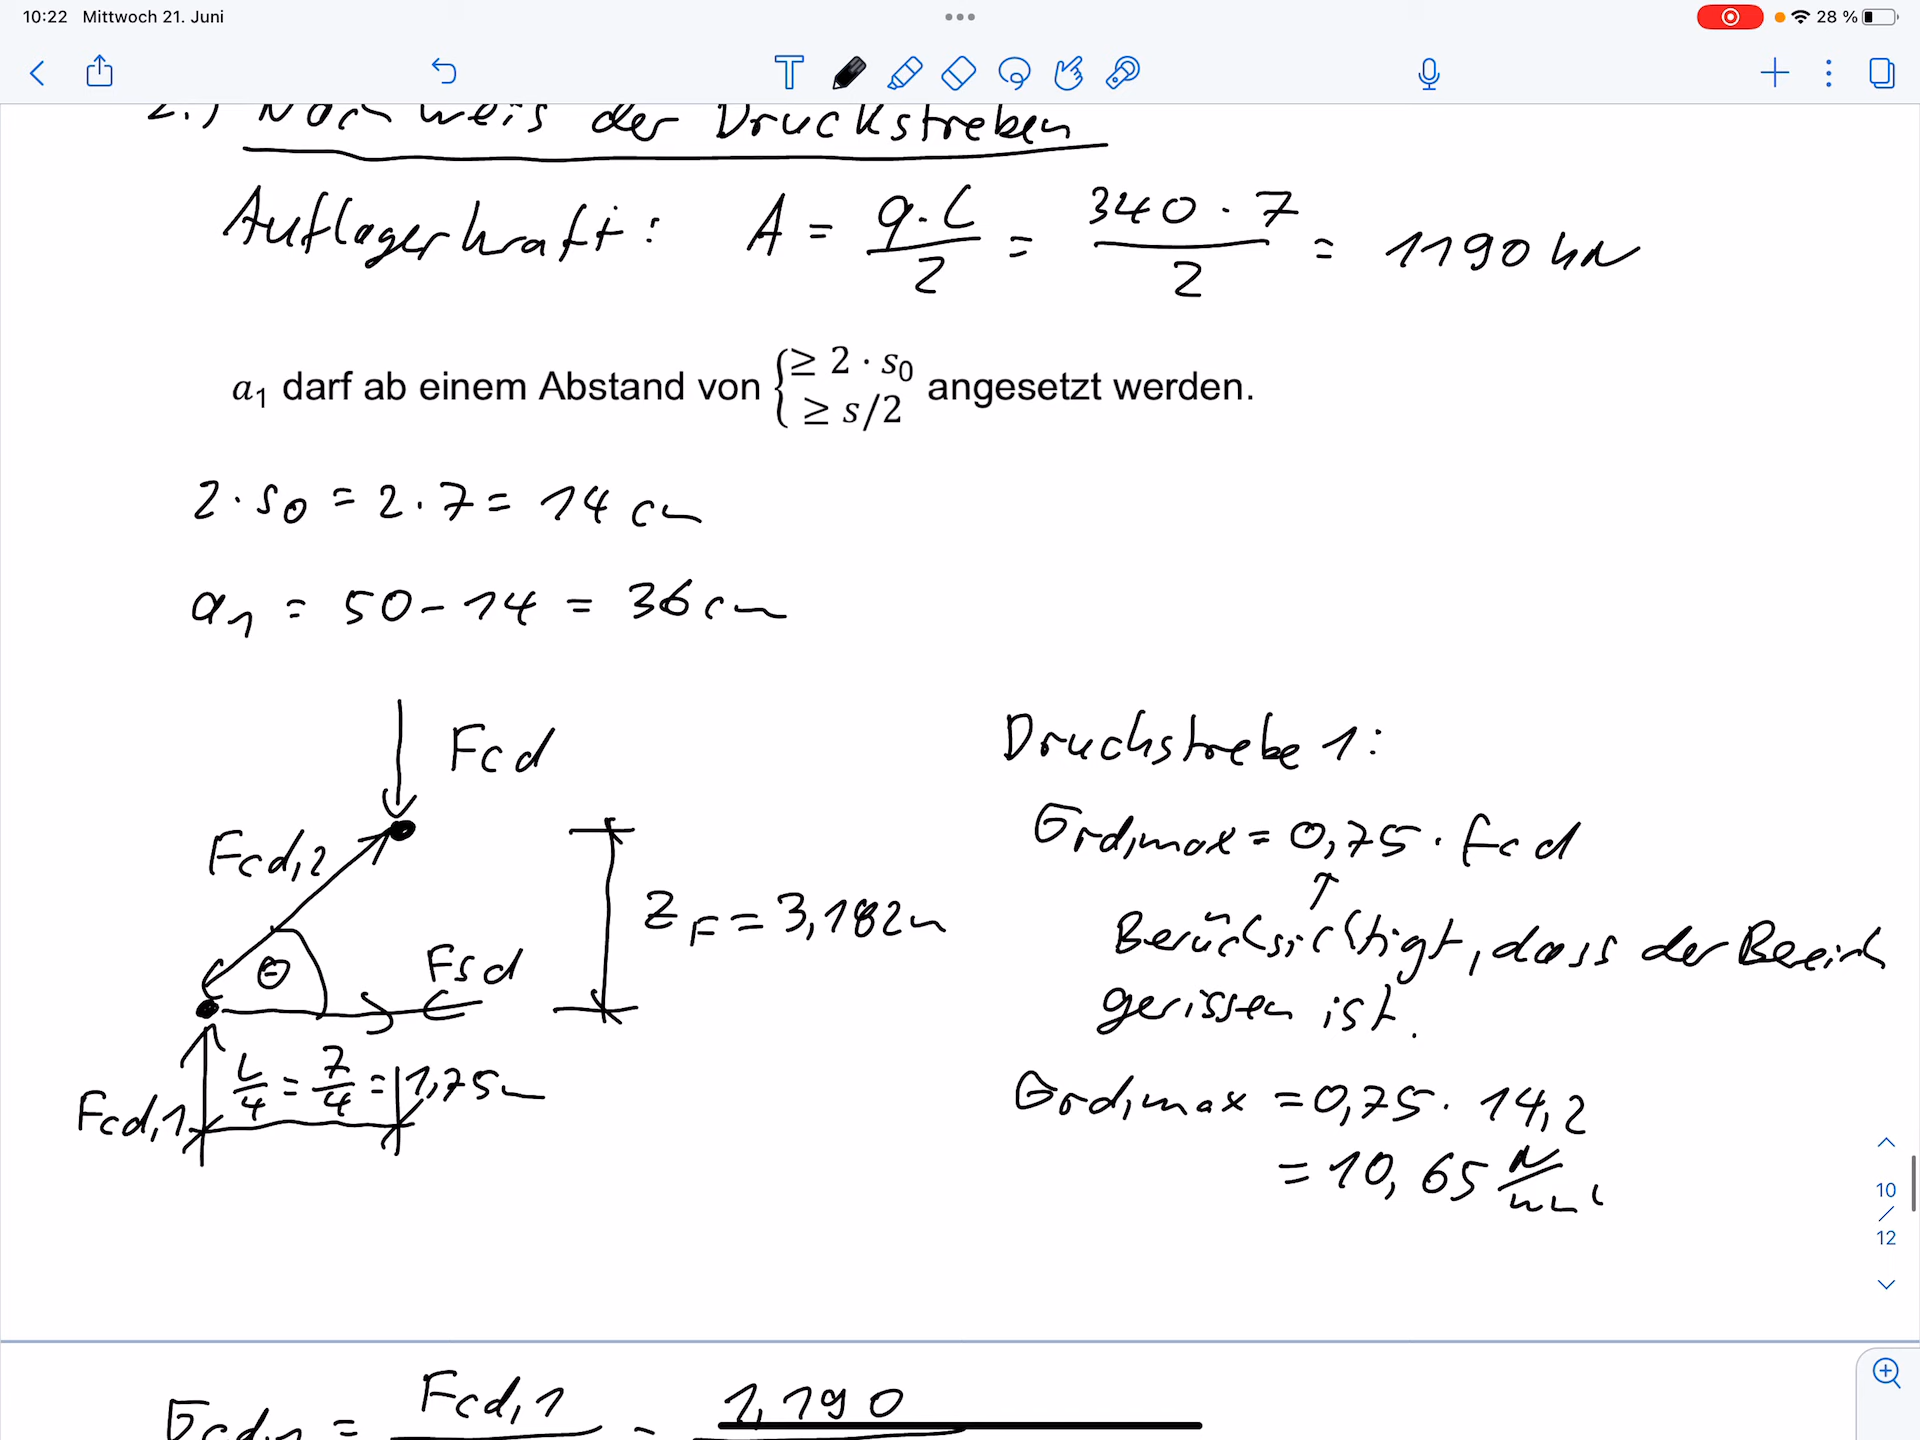 10:22 Mittwoch 21. Juni
28 %
T
2.) Nachweis der Druckstreben
Auflagerkraft: A = q·L/2 = 340·7/2 = 1190 kN
a₁ darf ab einem Abstand von { ≥ 2 · s₀ ≥ s/2 angesetzt werden.
2·s₀ = 2·7 = 14 cm
a₁ = 50 - 14 = 36 cm
Fcd
Fcd,2
zF = 3,182m
θ
Fsd
L/4 = 7/4 = 1,75m
Fcd,1
Druckstrebe 1:
σrd,max = 0,75 · fcd
↑
Berücksichtigt, dass der Bereich
gerissen ist.
σrd,max = 0,75 · 14,2
= 10,65 N/mm²
10
/
12
σcd,1 = Fcd,1 = 1,190